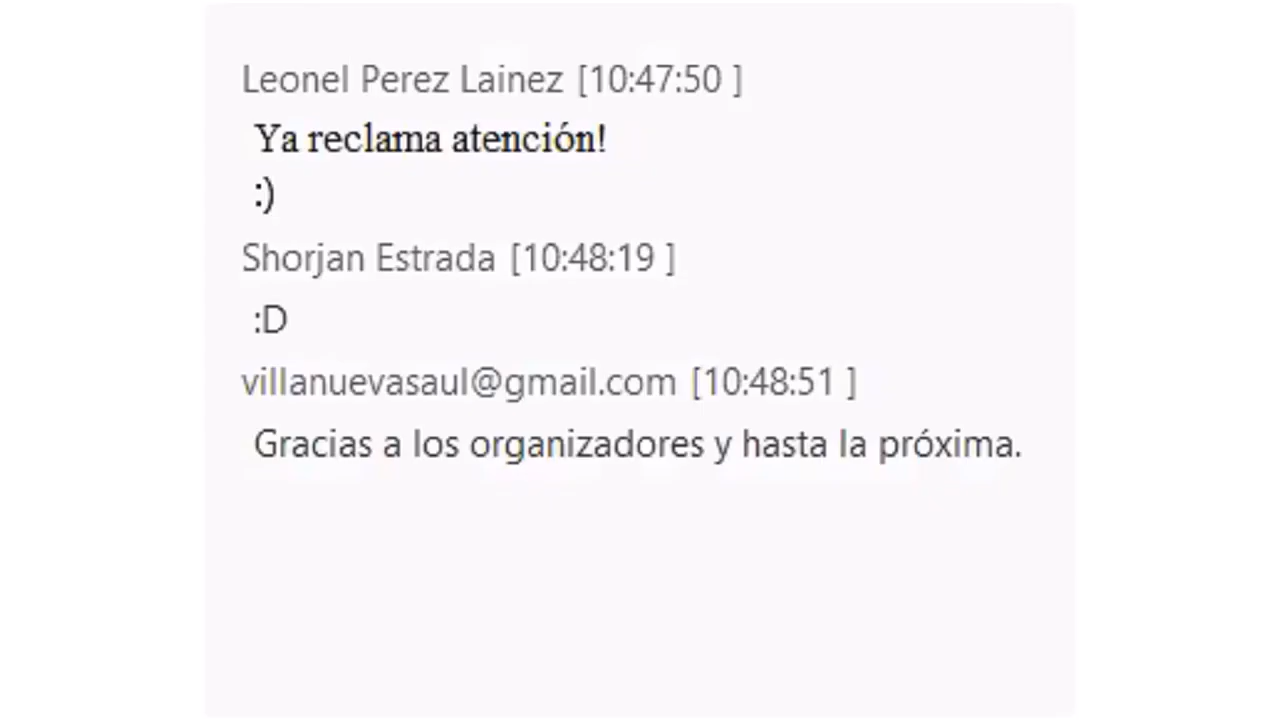 Leonel Perez Lainez [10:47:50 ]
Ya reclama atención!
:)
Shorjan Estrada [10:48:19 ]
:D
villanuevasaul@gmail.com [10:48:51 ]
Gracias a los organizadores y hasta la próxima.